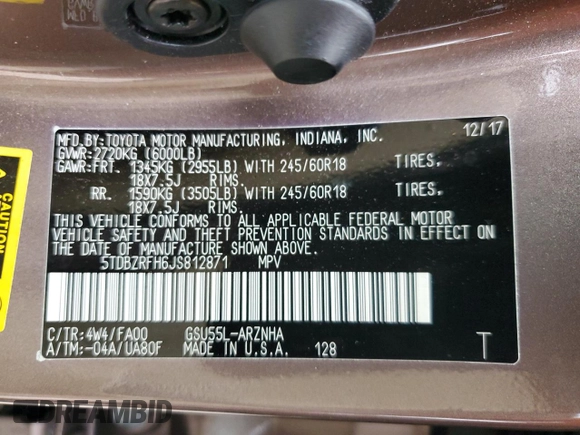 MFD.BY:TOYOTA MOTOR MANUFACTURING, INDIANA, INC. 12/17
GVWR:2720KG (6000LB)
GAWR:FRT. 1345KG (2955LB) WITH 245/60R18 TIRES,
18X7.5J RIMS.
RR. 1590KG (3505LB) WITH 245/60R18 TIRES,
18X7.5J RIMS.
THIS VEHICLE CONFORMS TO ALL APPLICABLE FEDERAL MOTOR
VEHICLE SAFETY AND THEFT PREVENTION STANDARDS IN EFFECT ON
THE DATE OF MANUFACTURE SHOWN ABOVE.
5TDBZRFH6JS812871 MPV
C/TR:4W4/FA00 GSU55L-ARZNHA
A/TM:-04A/UA80F MADE IN U.S.A. 128 T
CAUTION
DREAMBID